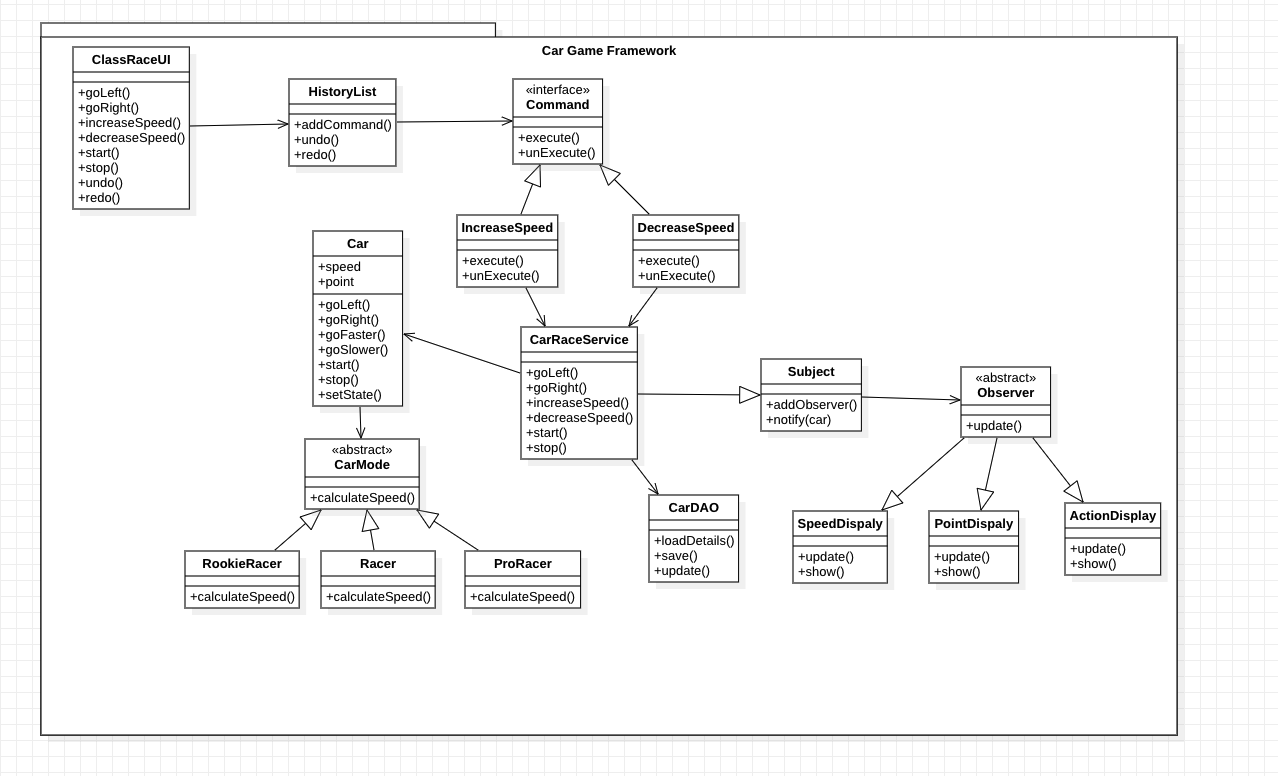 Car Game Framework
ClassRaceUI
+goLeft()
+goRight()
+increaseSpeed()
+decreaseSpeed()
+start()
+stop()
+undo()
+redo()
HistoryList
+addCommand()
+undo()
+redo()
«interface»
Command
+execute()
+unExecute()
IncreaseSpeed
+execute()
+unExecute()
DecreaseSpeed
+execute()
+unExecute()
Car
+speed
+point
+goLeft()
+goRight()
+goFaster()
+goSlower()
+start()
+stop()
+setState()
CarRaceService
+goLeft()
+goRight()
+increaseSpeed()
+decreaseSpeed()
+start()
+stop()
Subject
+addObserver()
+notify(car)
«abstract»
Observer
+update()
«abstract»
CarMode
+calculateSpeed()
CarDAO
+loadDetails()
+save()
+update()
SpeedDispaly
+update()
+show()
PointDispaly
+update()
+show()
ActionDisplay
+update()
+show()
RookieRacer
+calculateSpeed()
Racer
+calculateSpeed()
ProRacer
+calculateSpeed()